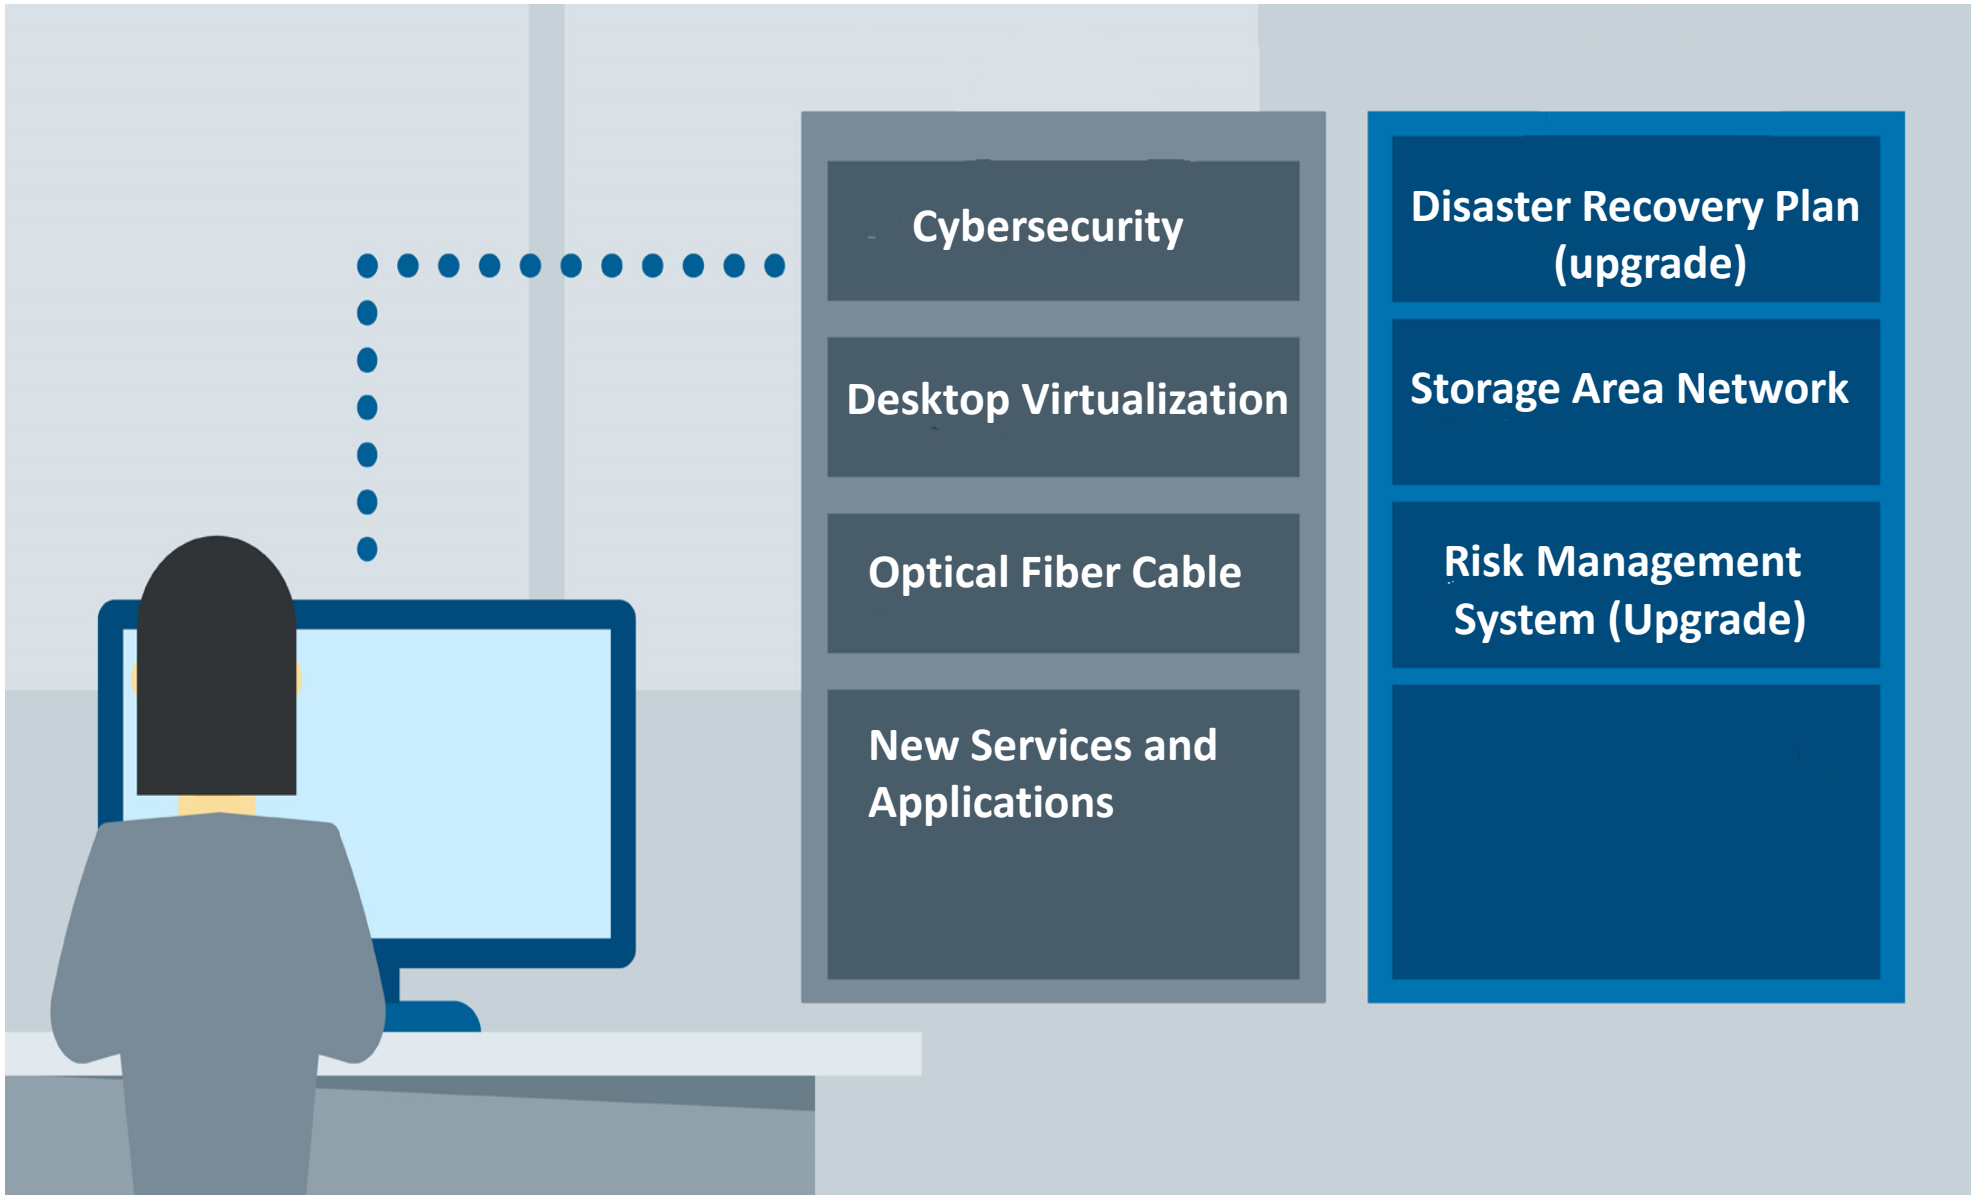 Cybersecurity
Desktop Virtualization
Optical Fiber Cable
New Services and
Applications
Disaster Recovery Plan
(upgrade)
Storage Area Network
Risk Management
System (Upgrade)